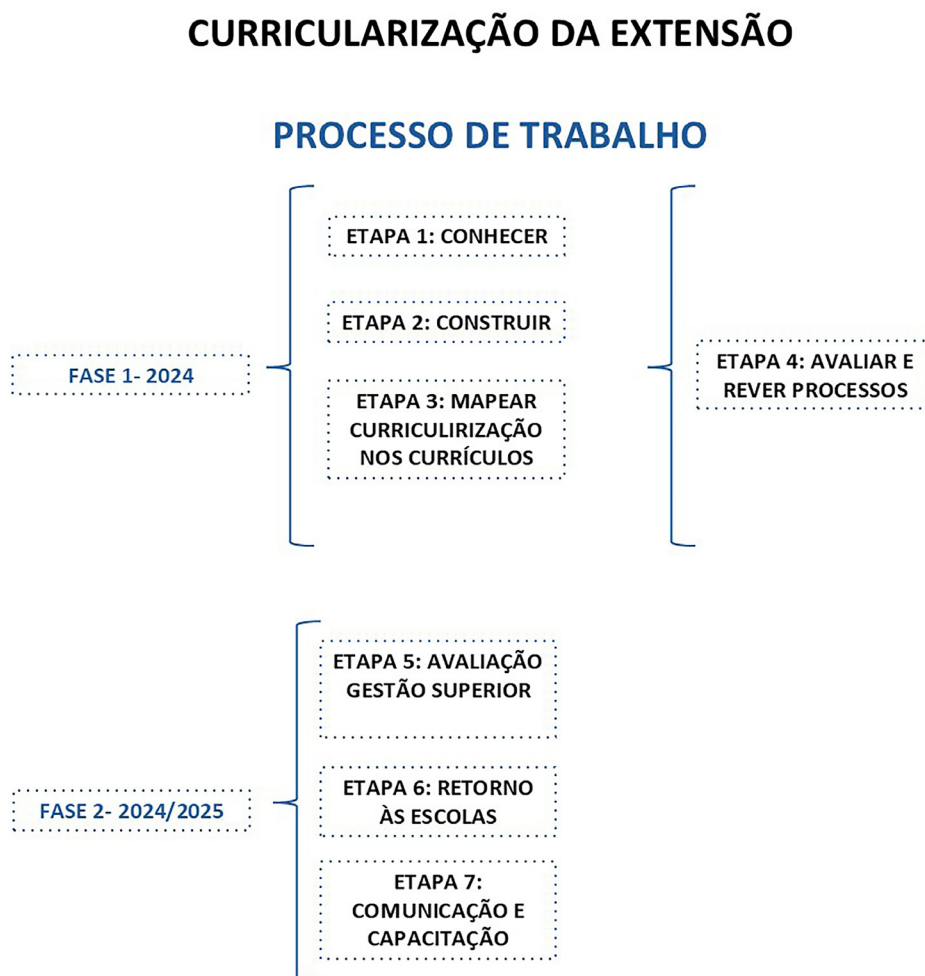 CURRICULARIZAÇÃO DA EXTENSÃO
PROCESSO DE TRABALHO
FASE 1- 2024
ETAPA 1: CONHECER
ETAPA 2: CONSTRUIR
ETAPA 3: MAPEAR
CURRICULIRIZAÇÃO
NOS CURRÍCULOS
ETAPA 4: AVALIAR E
REVER PROCESSOS
FASE 2- 2024/2025
ETAPA 5: AVALIAÇÃO
GESTÃO SUPERIOR
ETAPA 6: RETORNO
ÀS ESCOLAS
ETAPA 7:
COMUNICAÇÃO E
CAPACITAÇÃO